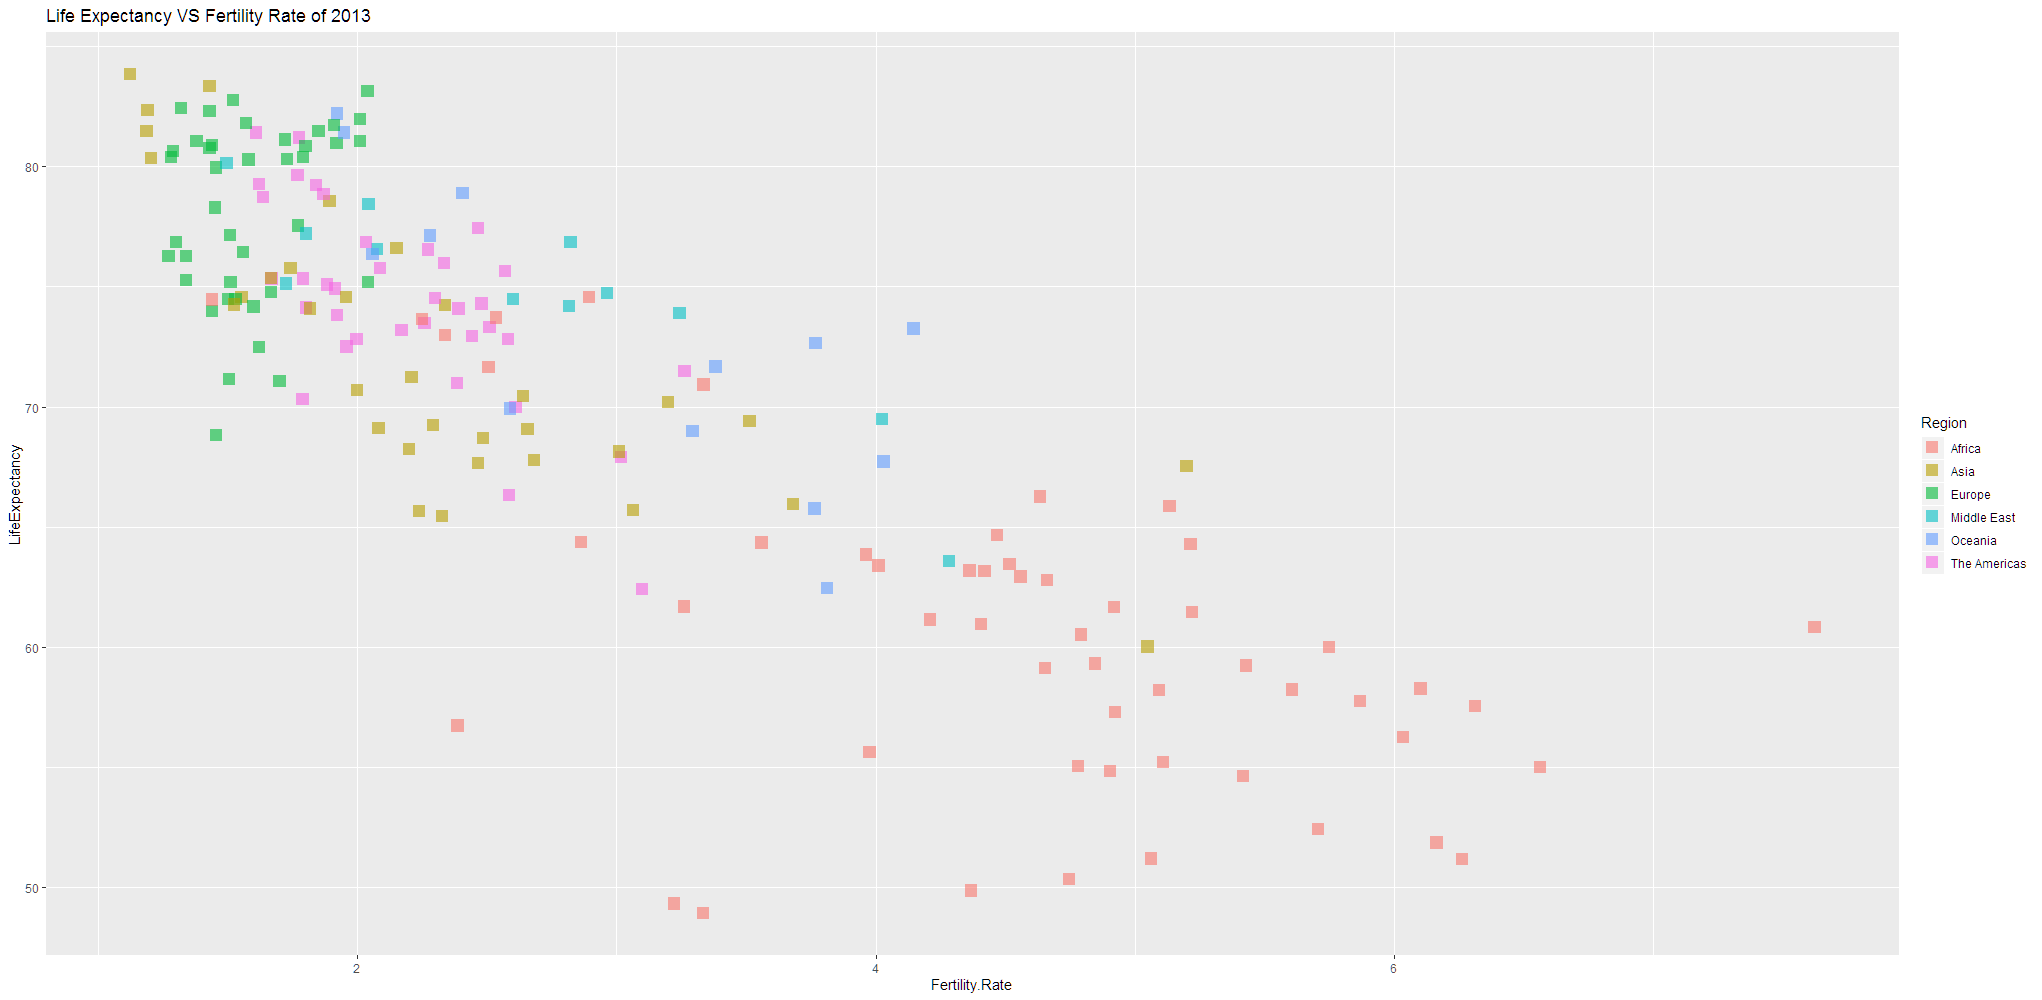 Life Expectancy VS Fertility Rate of 2013
80
70
60
50
LifeExpectancy
2
4
6
Fertility.Rate
Region
Africa
Asia
Europe
Middle East
Oceania
The Americas